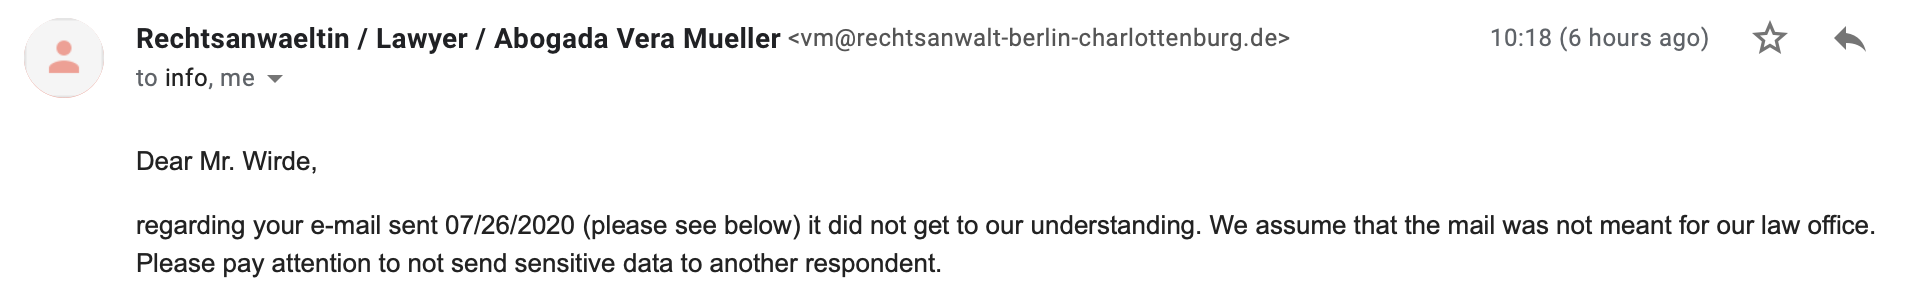 Rechtsanwaeltin / Lawyer / Abogada Vera Mueller <vm@rechtsanwalt-berlin-charlottenburg.de> 10:18 (6 hours ago)
to info, me
Dear Mr. Wirde,
regarding your e-mail sent 07/26/2020 (please see below) it did not get to our understanding. We assume that the mail was not meant for our law office.
Please pay attention to not send sensitive data to another respondent.